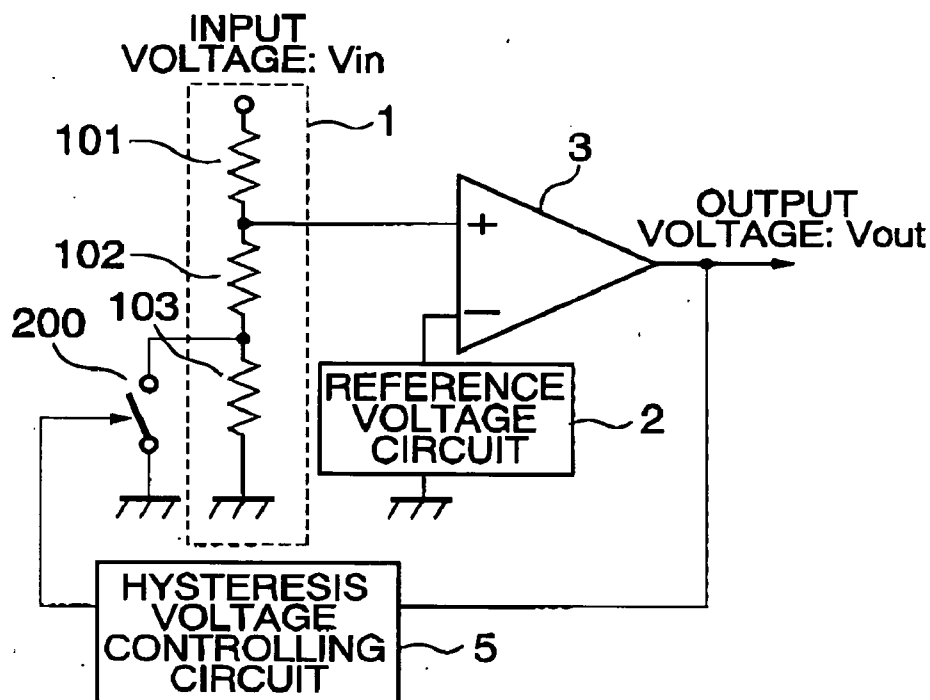 INPUT
VOLTAGE: Vin
101
1
3
OUTPUT
VOLTAGE: Vout
102
103
200
+
−
REFERENCE
VOLTAGE
CIRCUIT
2
HYSTERESIS
VOLTAGE
CONTROLLING
CIRCUIT
5